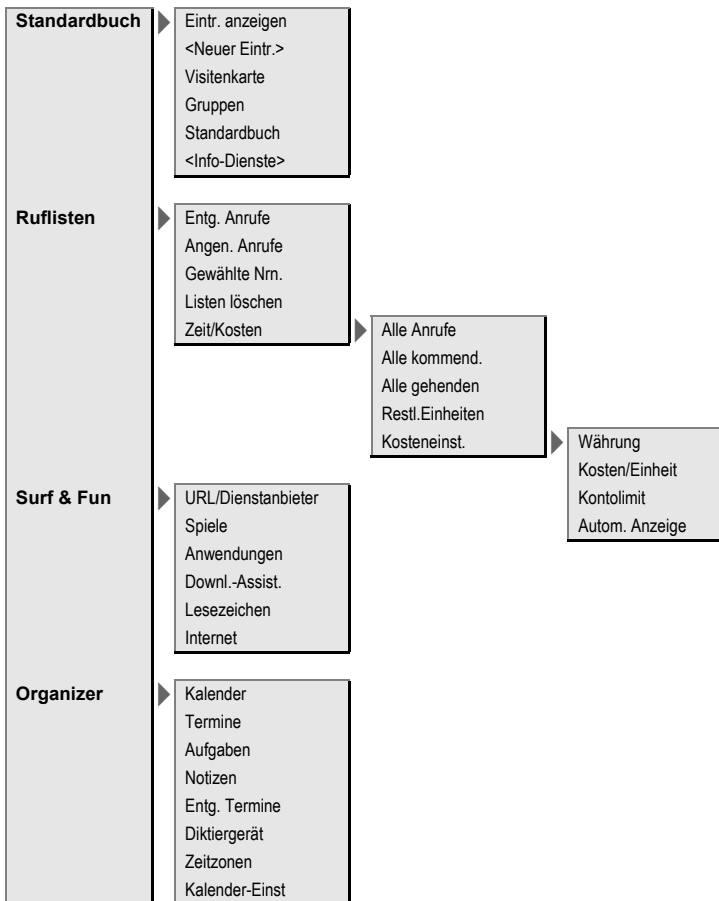 Standardbuch
Eintr. anzeigen
<Neuer Eintr.>
Visitenkarte
Gruppen
Standardbuch
<Info-Dienste>
Ruflisten
Entg. Anrufe
Angen. Anrufe
Gewählte Nrn.
Listen löschen
Zeit/Kosten
Alle Anrufe
Alle kommend.
Alle gehenden
Restl.Einheiten
Kosteneinst.
Währung
Kosten/Einheit
Kontolimit
Autom. Anzeige
Surf & Fun
URL/Dienstanbieter
Spiele
Anwendungen
Downl.-Assist.
Lesezeichen
Internet
Organizer
Kalender
Termine
Aufgaben
Notizen
Entg. Termine
Diktiergerät
Zeitzonen
Kalender-Einst